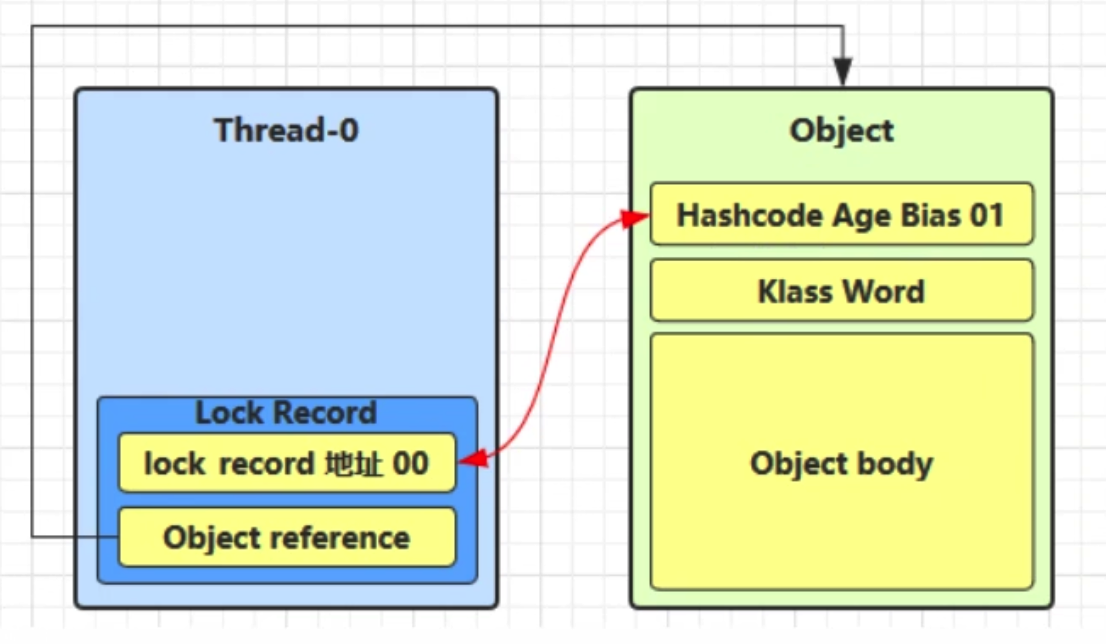 Thread-0
Lock Record
lock record 地址 00
Object reference
Object
Hashcode Age Bias 01
Klass Word
Object body